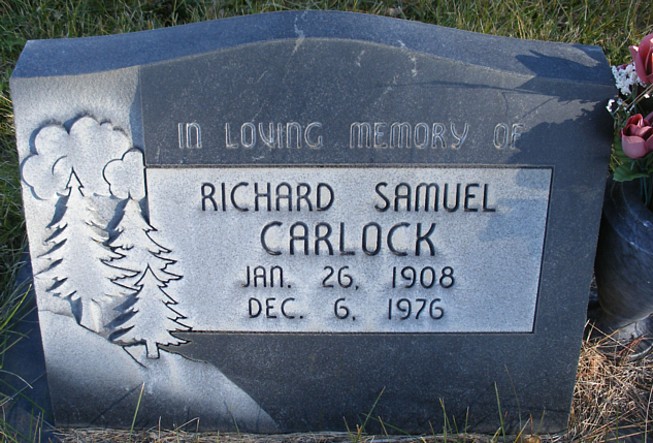 IN LOVING MEMORY OF
RICHARD SAMUEL
CARLOCK
JAN. 26, 1908
DEC. 6, 1976